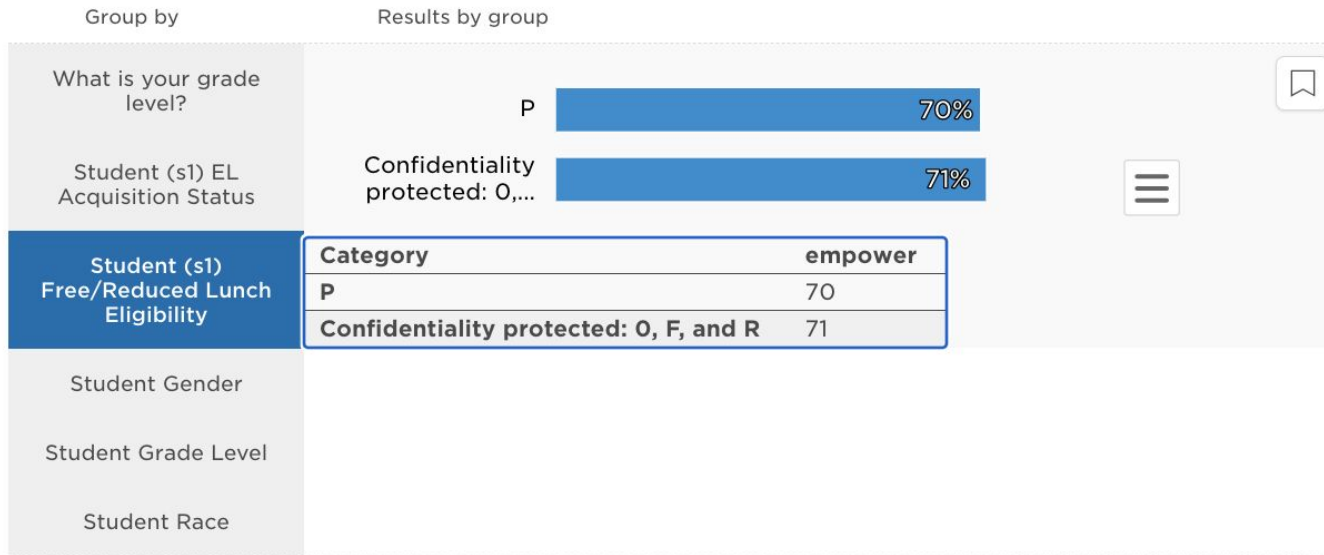 Group by
Results by group
What is your grade
level?
P
70%
Student (s1) EL
Acquisition Status
Confidentiality
protected: 0,...
71%
Student (s1)
Free/Reduced Lunch
Eligibility
Category empower
P 70
Confidentiality protected: 0, F, and R 71
Student Gender
Student Grade Level
Student Race